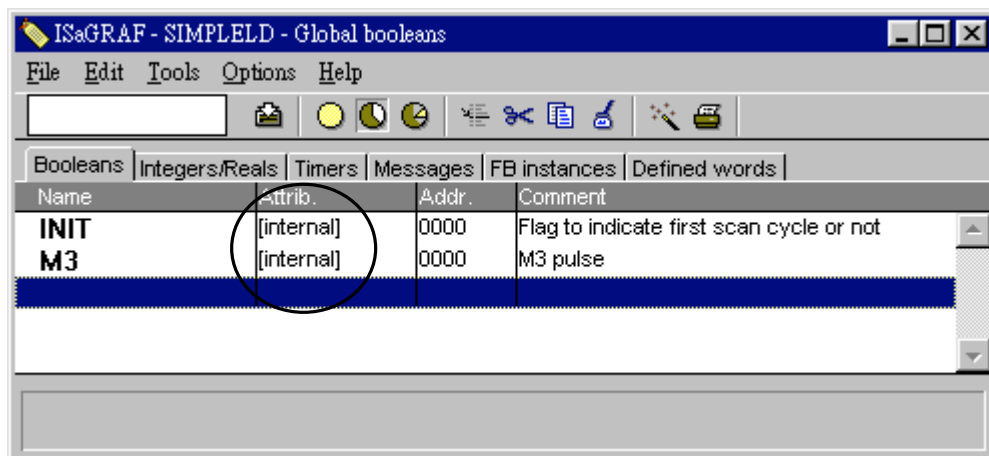 ISaGRAF - SIMPLELD - Global booleans
File Edit Tools Options Help
Booleans Integers/Reals Timers Messages FB instances Defined words
Name Attrib. Addr. Comment
INIT [internal] 0000 Flag to indicate first scan cycle or not
M3 [internal] 0000 M3 pulse